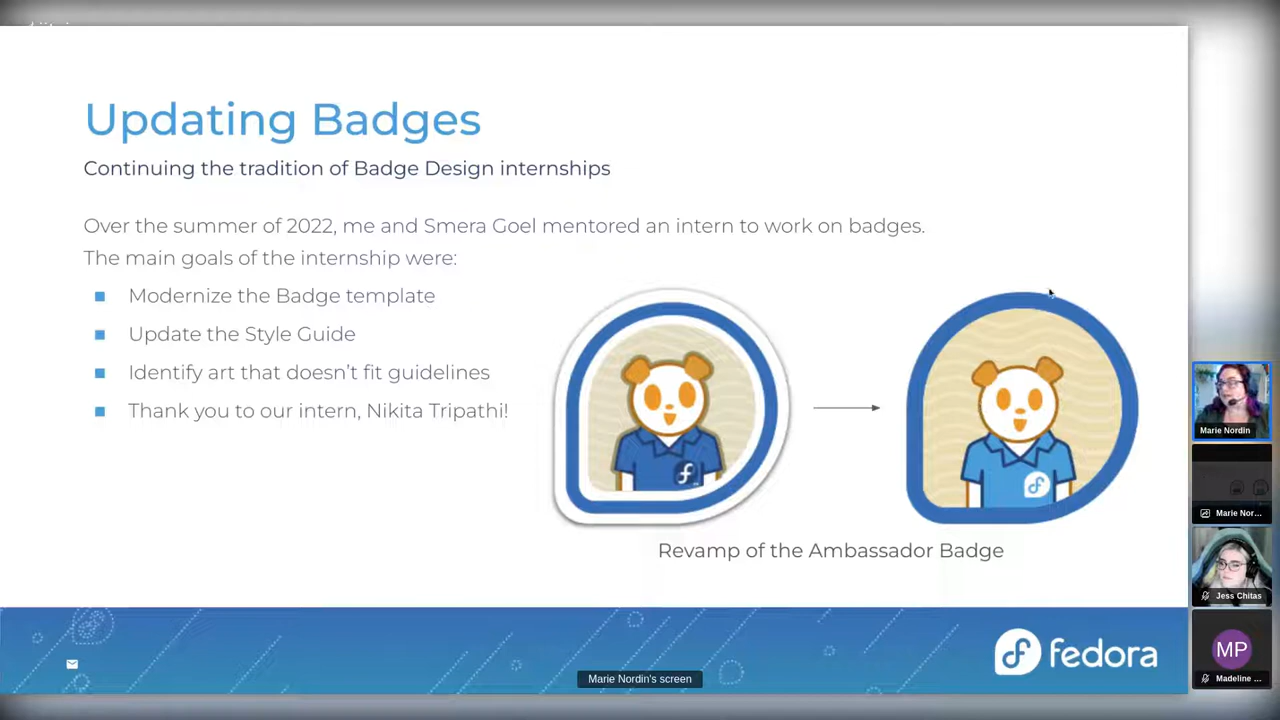 Updating Badges
Continuing the tradition of Badge Design internships
Over the summer of 2022, me and Smera Goel mentored an intern to work on badges.
The main goals of the internship were:
Modernize the Badge template
Update the Style Guide
Identify art that doesn't fit guidelines
Thank you to our intern, Nikita Tripathi!
Revamp of the Ambassador Badge
fedora
Marie Nordin's screen
Marie Nordin
Marie Nor...
Jess Chitas
MP
Madeline ...